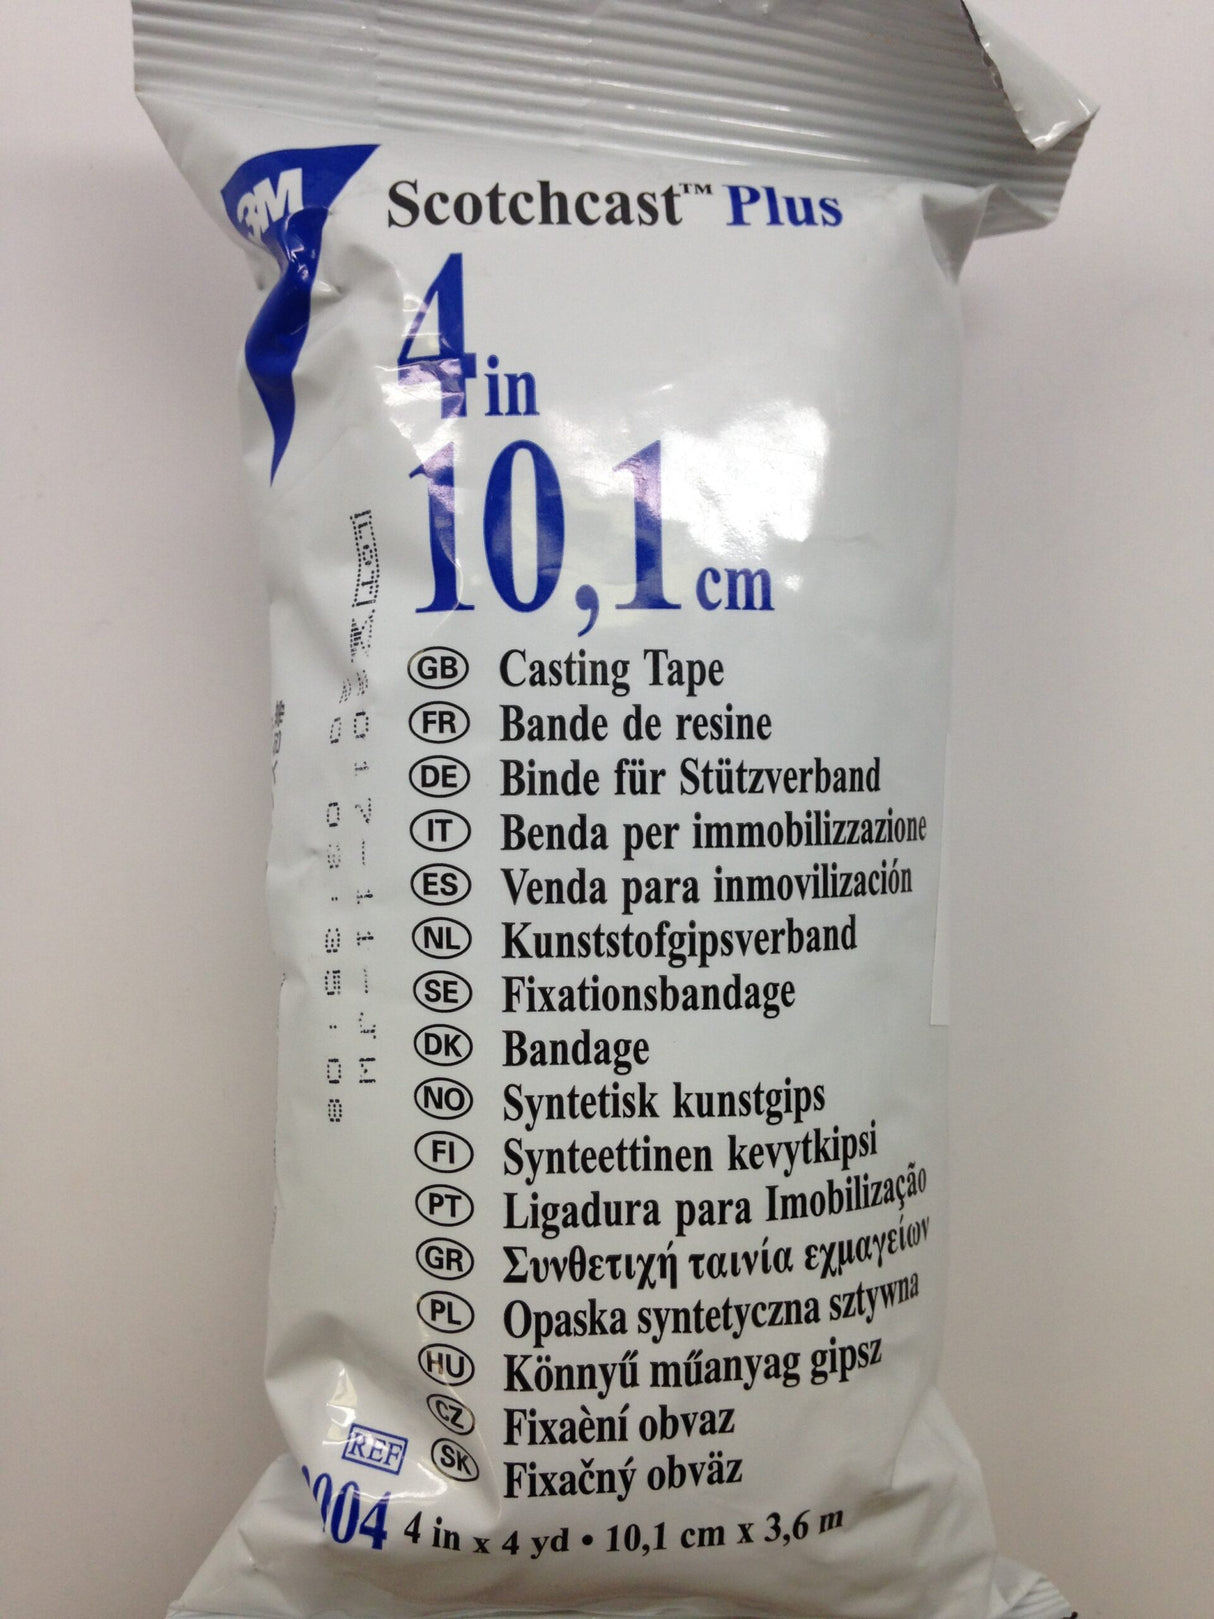 3M
Scotchcast™ Plus
4 in
10,1 cm
GB Casting Tape
FR Bande de resine
DE Binde für Stützverband
IT Benda per immobilizzazione
ES Venda para inmovilización
NL Kunststofgipsverband
SE Fixationsbandage
DK Bandage
NO Syntetisk kunstgips
FI Synteettinen kevytkipsi
PT Ligadura para Imobilização
GR Συνθετιχή ταινία εχμαγείων
PL Opaska syntetyczna sztywna
HU Könnyű műanyag gipsz
CZ Fixaèní obvaz
SK Fixačný obväz
REF
4 in x 4 yd • 10,1 cm x 3,6 m